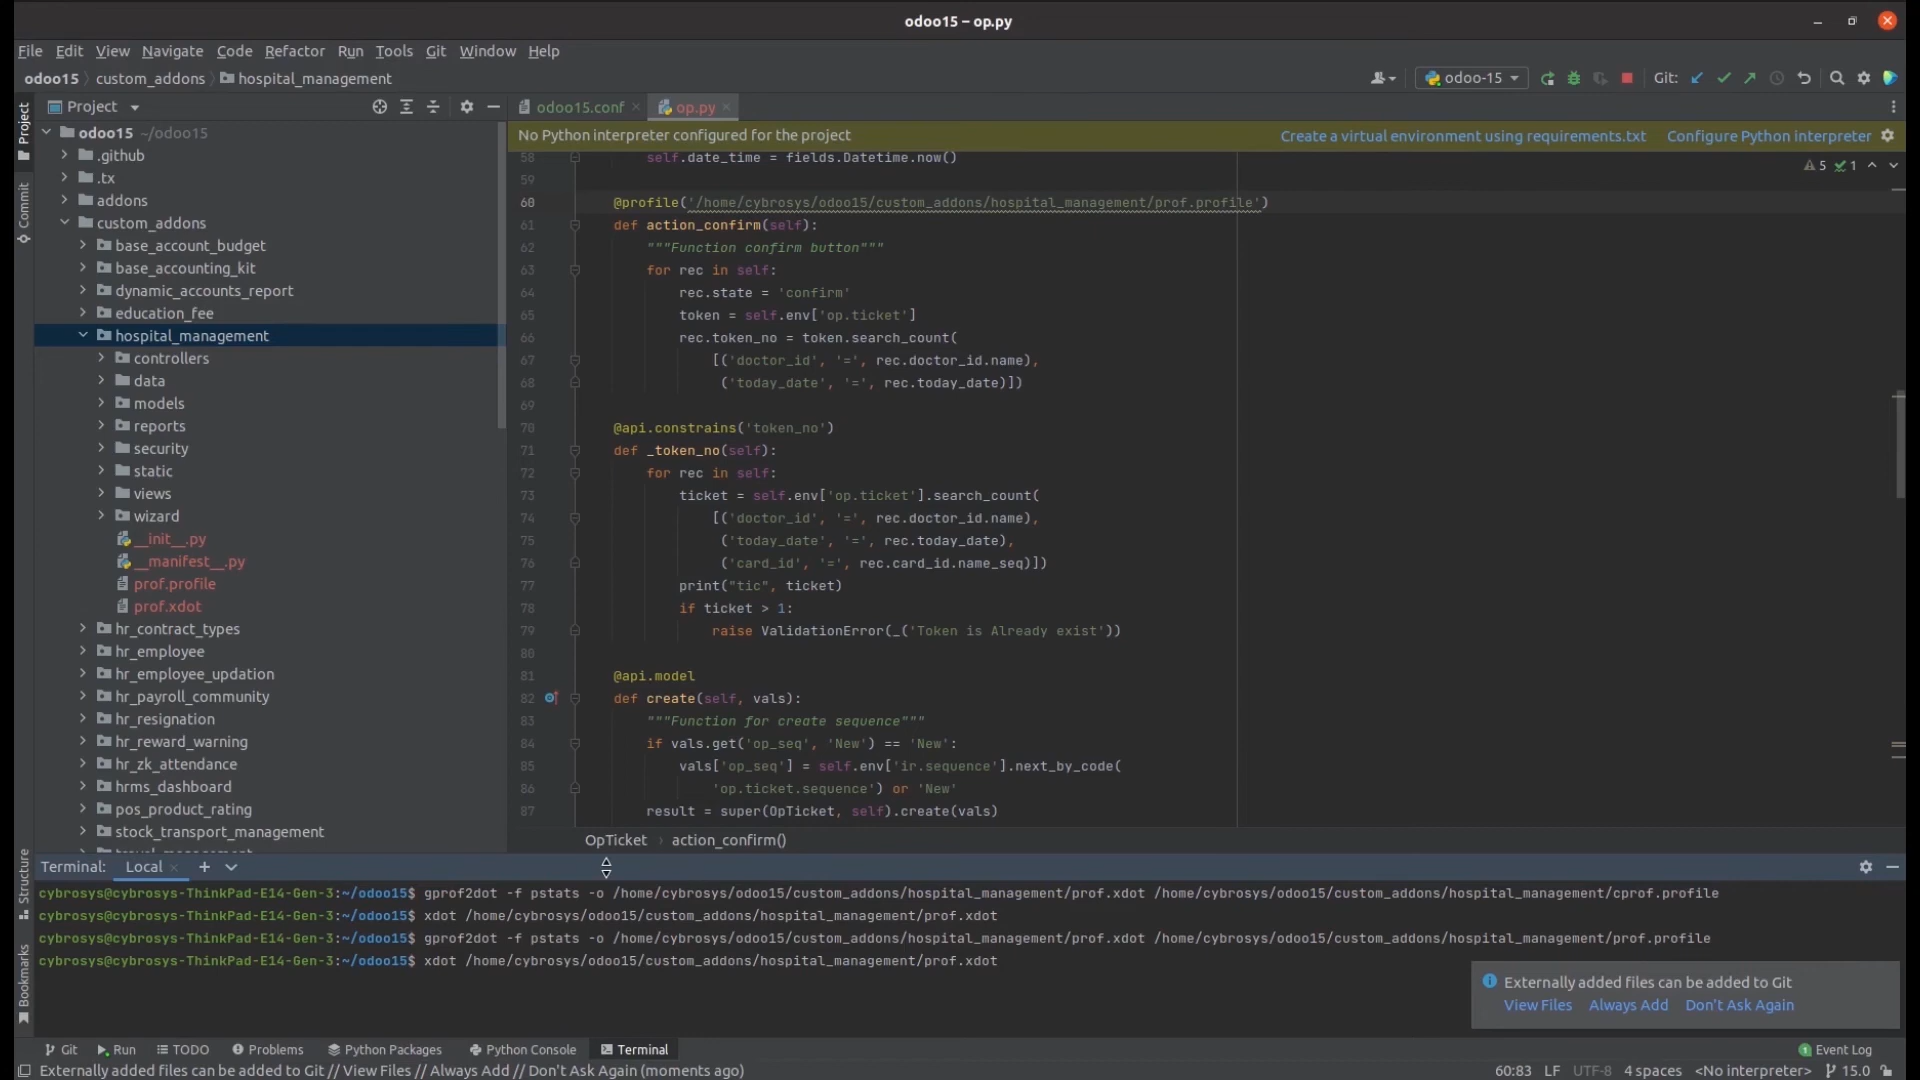 odoo15 – op.py
File Edit View Navigate Code Refactor Run Tools Git Window Help
odoo15 custom_addons hospital_management odoo-15 Git:
Project
Commit
Structure
Bookmarks
Project odoo15.conf op.py
No Python interpreter configured for the project Create a virtual environment using requirements.txt Configure Python interpreter
5 1
odoo15 ~/odoo15
.github
.tx
addons
custom_addons
base_account_budget
base_accounting_kit
dynamic_accounts_report
education_fee
hospital_management
controllers
data
models
reports
security
static
views
wizard
__init__.py
__manifest__.py
prof.profile
prof.xdot
hr_contract_types
hr_employee
hr_employee_updation
hr_payroll_community
hr_resignation
hr_reward_warning
hr_zk_attendance
hrms_dashboard
pos_product_rating
stock_transport_management
58 self.date_time = fields.Datetime.now()
59
60 @profile('/home/cybrosys/odoo15/custom_addons/hospital_management/prof.profile')
61 def action_confirm(self):
62 """Function confirm button"""
63 for rec in self:
64 rec.state = 'confirm'
65 token = self.env['op.ticket']
66 rec.token_no = token.search_count(
67 [('doctor_id', '=', rec.doctor_id.name),
68 ('today_date', '=', rec.today_date)])
69
70 @api.constrains('token_no')
71 def _token_no(self):
72 for rec in self:
73 ticket = self.env['op.ticket'].search_count(
74 [('doctor_id', '=', rec.doctor_id.name),
75 ('today_date', '=', rec.today_date),
76 ('card_id', '=', rec.card_id.name_seq)])
77 print("tic", ticket)
78 if ticket > 1:
79 raise ValidationError(_('Token is Already exist'))
80
81 @api.model
82 def create(self, vals):
83 """Function for create sequence"""
84 if vals.get('op_seq', 'New') == 'New':
85 vals['op_seq'] = self.env['ir.sequence'].next_by_code(
86 'op.ticket.sequence') or 'New'
87 result = super(OpTicket, self).create(vals)
OpTicket action_confirm()
Terminal: Local
cybrosys@cybrosys-ThinkPad-E14-Gen-3:~/odoo15$ gprof2dot -f pstats -o /home/cybrosys/odoo15/custom_addons/hospital_management/prof.xdot /home/cybrosys/odoo15/custom_addons/hospital_management/cprof.profile
cybrosys@cybrosys-ThinkPad-E14-Gen-3:~/odoo15$ xdot /home/cybrosys/odoo15/custom_addons/hospital_management/prof.xdot
cybrosys@cybrosys-ThinkPad-E14-Gen-3:~/odoo15$ gprof2dot -f pstats -o /home/cybrosys/odoo15/custom_addons/hospital_management/prof.xdot /home/cybrosys/odoo15/custom_addons/hospital_management/prof.profile
cybrosys@cybrosys-ThinkPad-E14-Gen-3:~/odoo15$ xdot /home/cybrosys/odoo15/custom_addons/hospital_management/prof.xdot
Externally added files can be added to Git
View Files Always Add Don't Ask Again
Git Run TODO Problems Python Packages Python Console Terminal 1 Event Log
Externally added files can be added to Git // View Files // Always Add // Don't Ask Again (moments ago) 60:83 LF UTF-8 4 spaces <No interpreter> 15.0